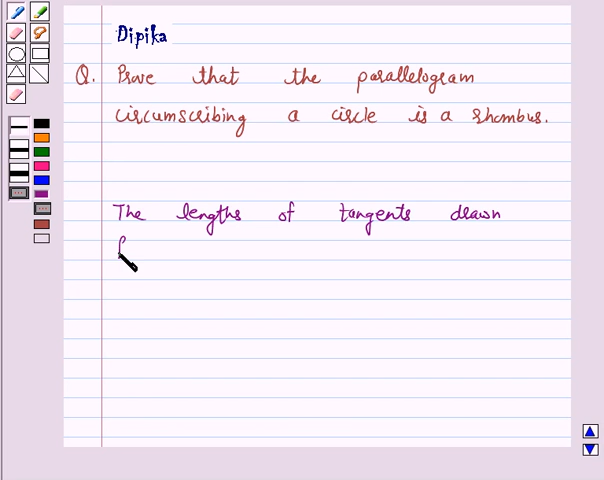 Dipika
Q. Prove that the parallelogram
circumscribing a circle is a rhombus.
The lengths of tangents drawn